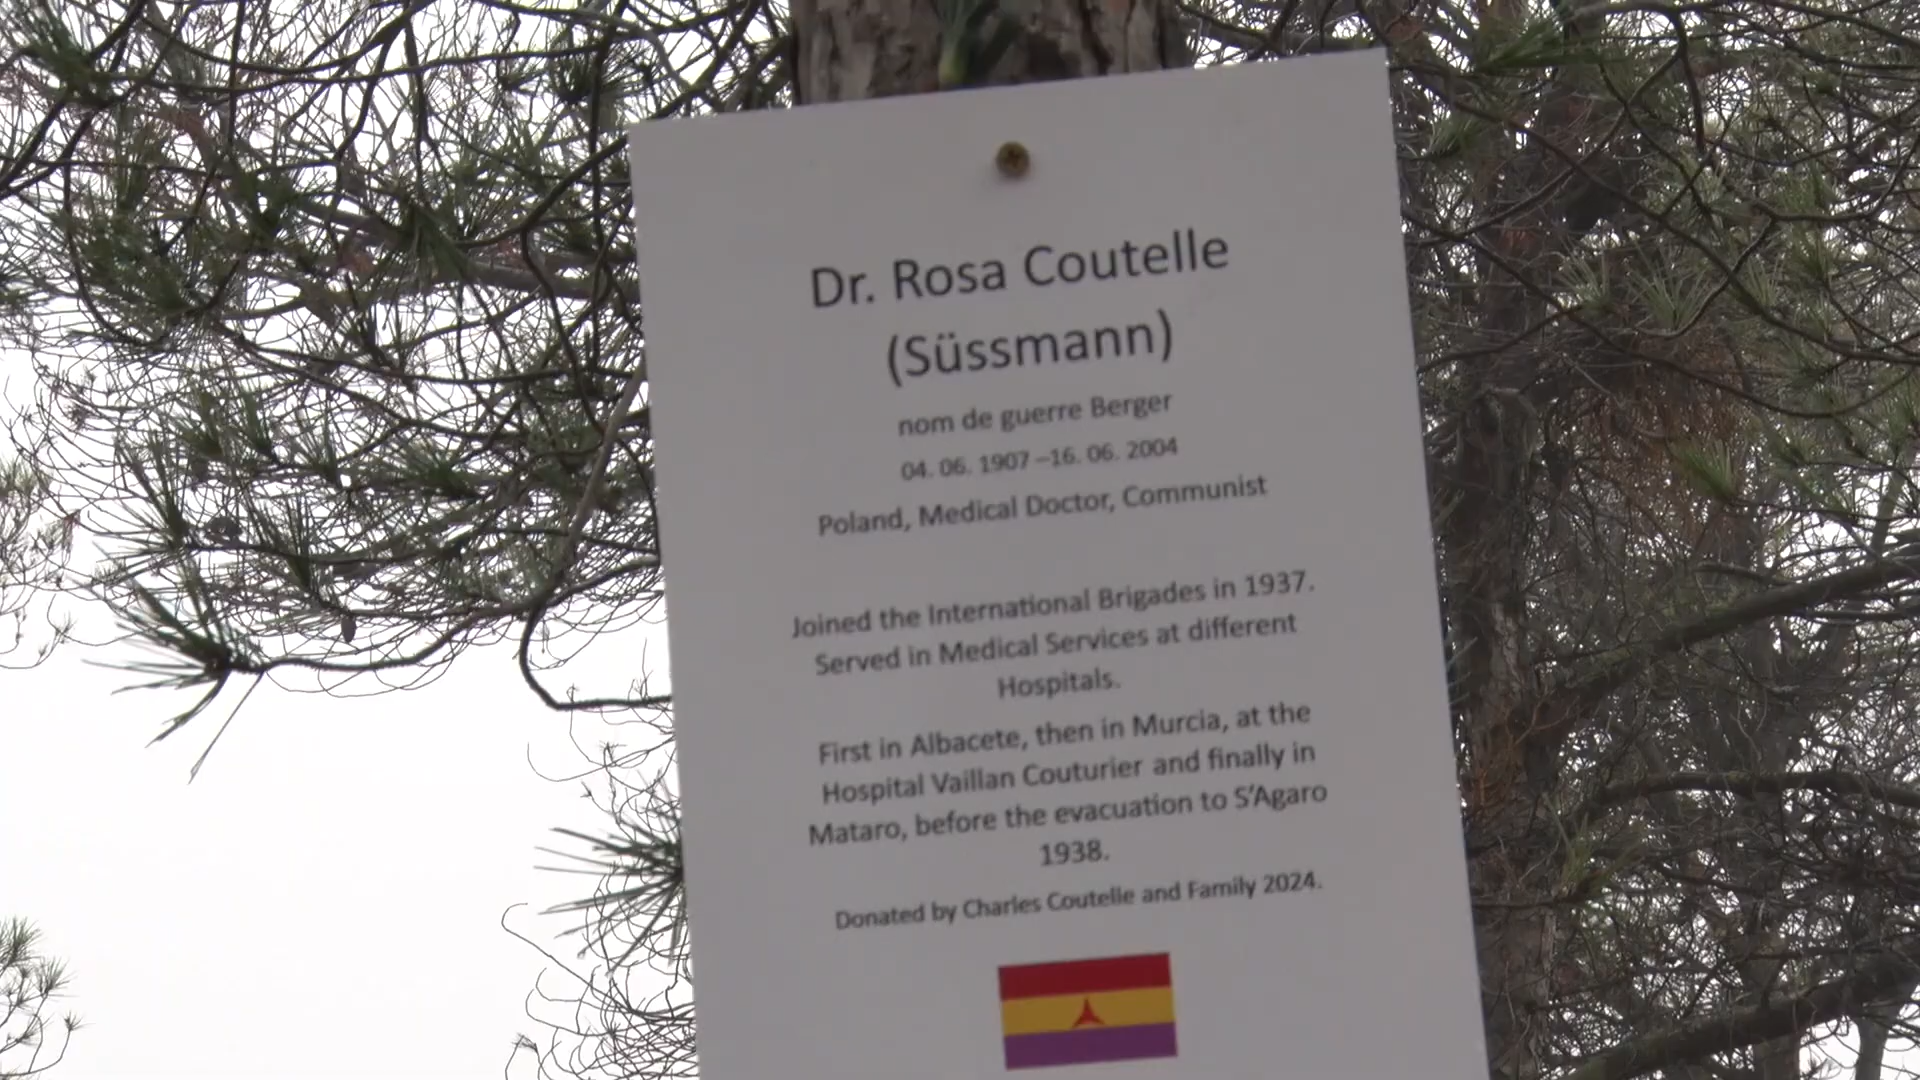 Dr. Rosa Coutelle
(Süssmann)
nom de guerre Berger
04. 06. 1907 –16. 06. 2004
Poland, Medical Doctor, Communist
Joined the International Brigades in 1937.
Served in Medical Services at different
Hospitals.
First in Albacete, then in Murcia, at the
Hospital Vaillan Couturier and finally in
Mataro, before the evacuation to S’Agaro
1938.
Donated by Charles Coutelle and Family 2024.